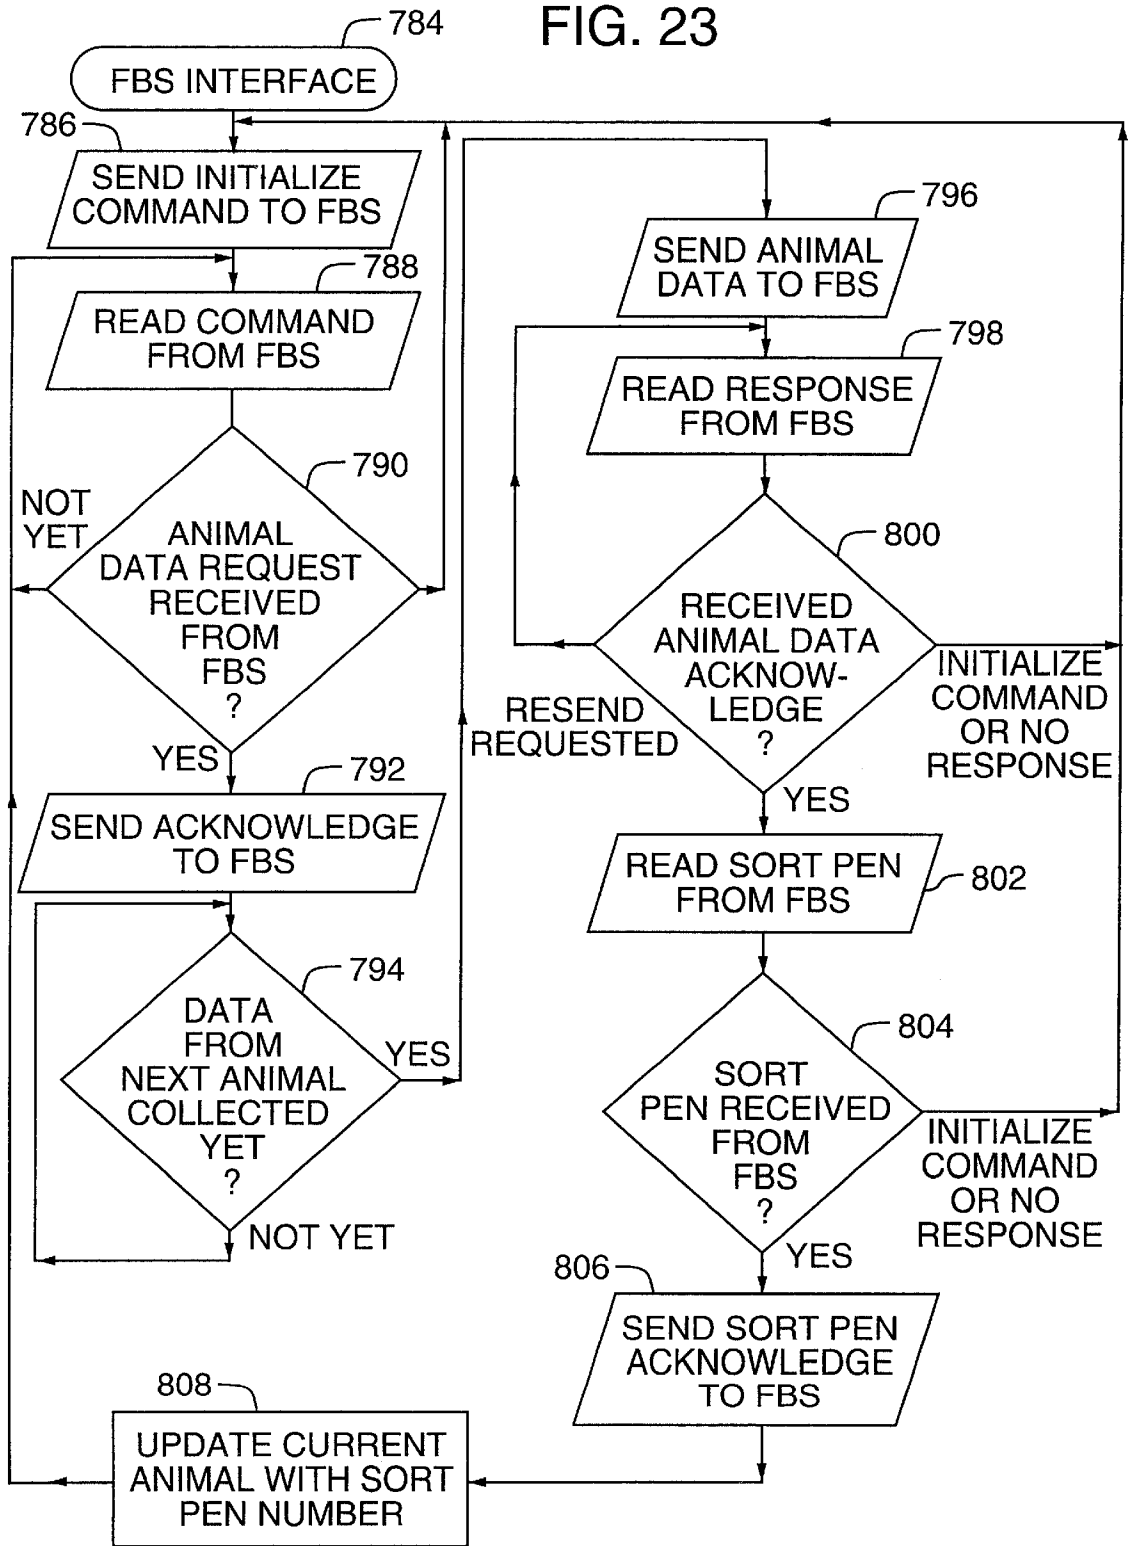 FIG. 23
784
FBS INTERFACE
786
SEND INITIALIZE
COMMAND TO FBS
788
READ COMMAND
FROM FBS
790
NOT
YET
ANIMAL
DATA REQUEST
RECEIVED
FROM
FBS
?
YES
792
SEND ACKNOWLEDGE
TO FBS
794
DATA
FROM
NEXT ANIMAL
COLLECTED
YET
?
YES
NOT YET
796
SEND ANIMAL
DATA TO FBS
798
READ RESPONSE
FROM FBS
800
RECEIVED
ANIMAL DATA
ACKNOW-
LEDGE
?
RESEND
REQUESTED
INITIALIZE
COMMAND
OR NO
RESPONSE
YES
READ SORT PEN
FROM FBS
802
804
SORT
PEN RECEIVED
FROM
FBS
?
INITIALIZE
COMMAND
OR NO
RESPONSE
YES
806
SEND SORT PEN
ACKNOWLEDGE
TO FBS
808
UPDATE CURRENT
ANIMAL WITH SORT
PEN NUMBER